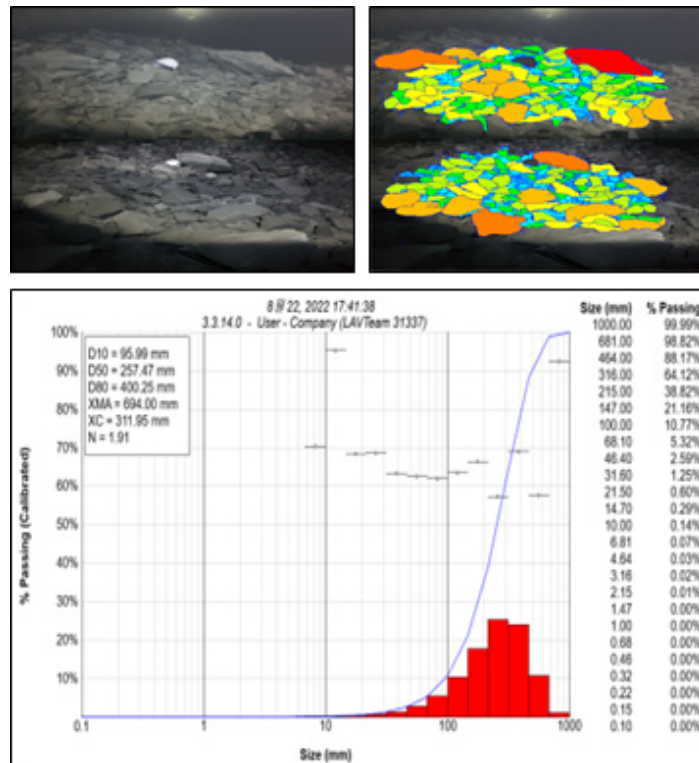 8월 22, 2022 17:41:38
3.3.14.0 - User - Company (LAVTeam 31337)
D10 = 95.99 mm
D50 = 257.47 mm
D80 = 400.25 mm
XMA = 694.00 mm
XC = 311.95 mm
N = 1.91
100%
90%
80%
70%
60%
50%
40%
30%
20%
10%
% Passing (Calibrated)
0.1 1 10 100 1000
Size (mm)
Size (mm) % Passing
1000.00 99.99%
681.00 98.82%
464.00 88.17%
316.00 64.12%
215.00 38.82%
147.00 21.16%
100.00 10.77%
68.10 5.32%
46.40 2.59%
31.60 1.25%
21.50 0.60%
14.70 0.29%
10.00 0.14%
6.81 0.07%
4.64 0.03%
3.16 0.02%
2.15 0.01%
1.47 0.00%
1.00 0.00%
0.68 0.00%
0.46 0.00%
0.32 0.00%
0.22 0.00%
0.15 0.00%
0.10 0.00%